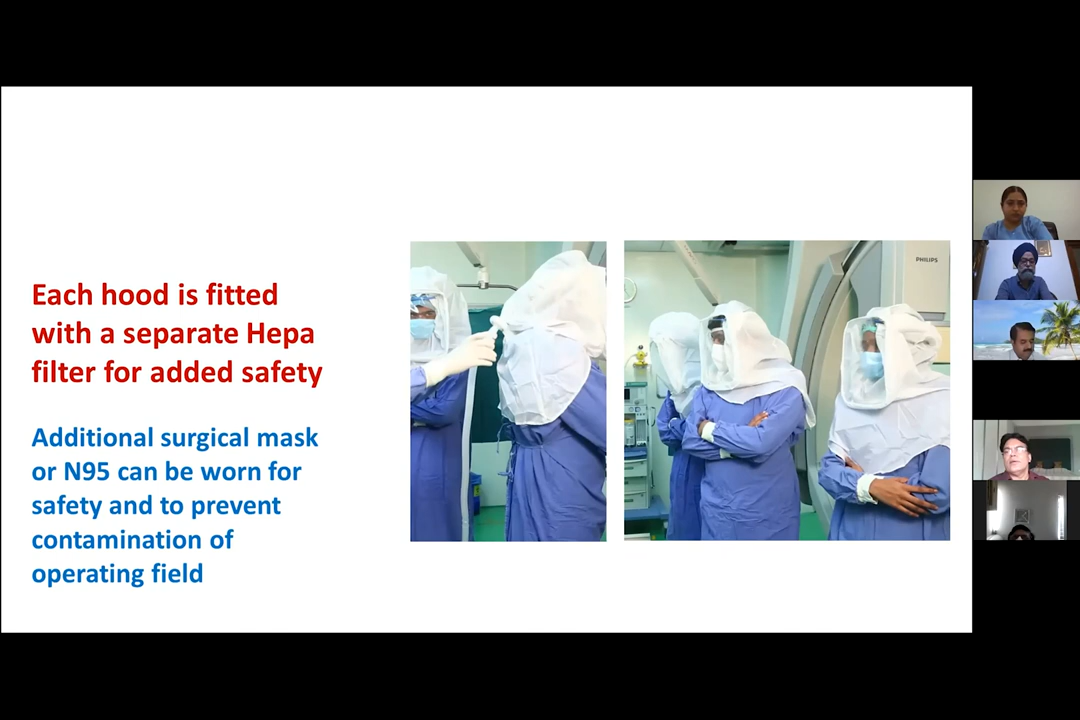 Each hood is fitted
with a separate Hepa
filter for added safety
Additional surgical mask
or N95 can be worn for
safety and to prevent
contamination of
operating field
PHILIPS